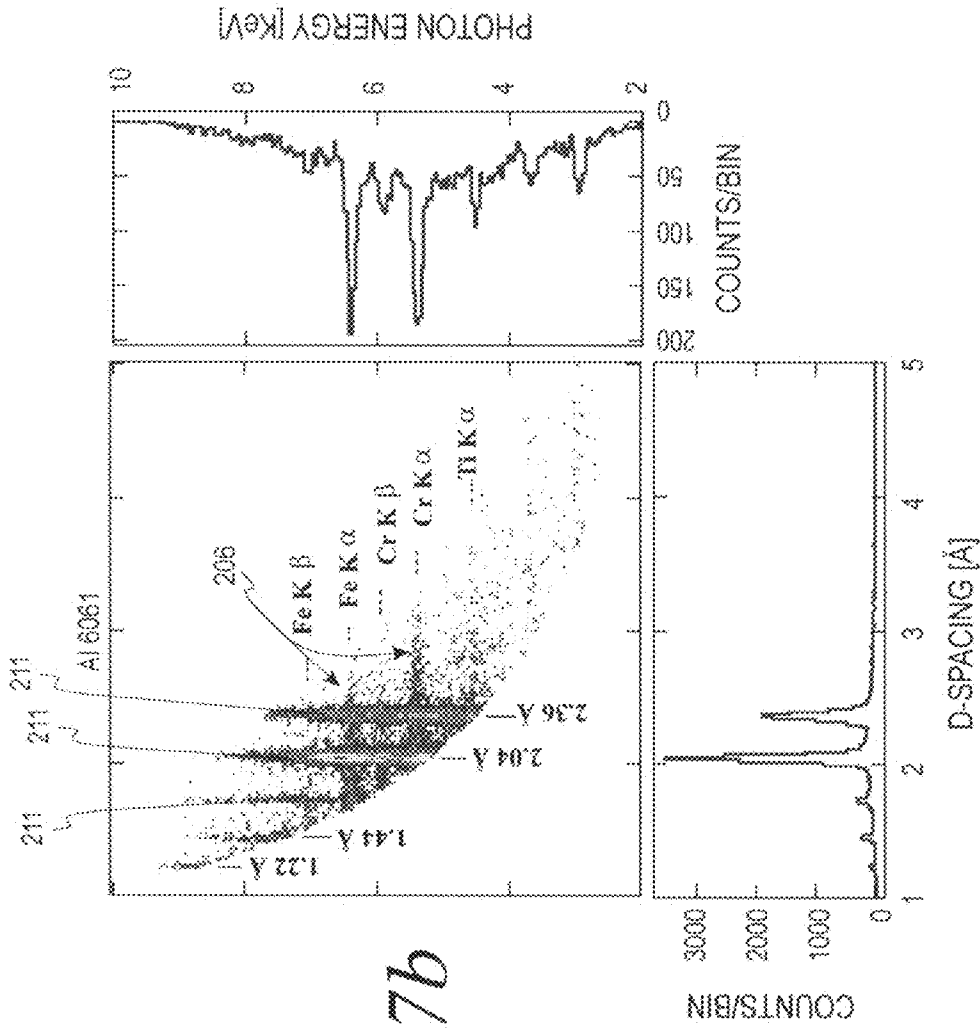 7b
211
211
211
Al 6061
206
Fe K β
Fe K α
Cr K β
Cr K α
Ti K α
1.22 Å
1.44 Å
2.04 Å
2.36 Å
PHOTON ENERGY [KeV]
10
8
6
4
2
0
50
100
150
200
COUNTS/BIN
3000
2000
1000
0
COUNTS/BIN
1
2
3
4
5
D-SPACING [Å]